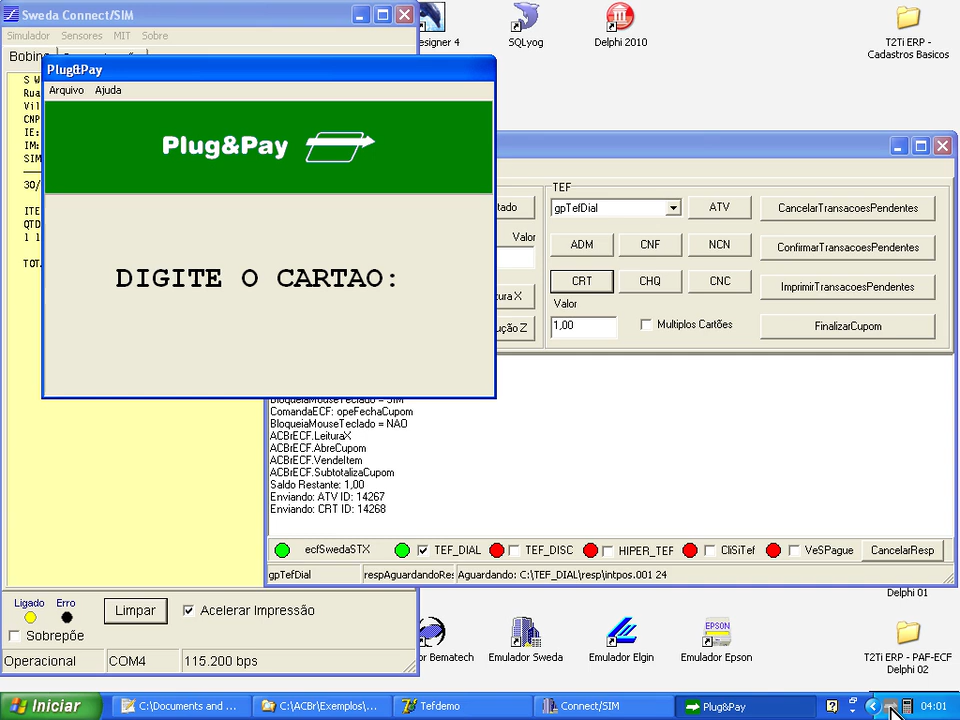 Sweda Connect/SIM
Simulador Sensores MIT Sobre
S W
Rua
Vil
CNP
IE:
IM:
SIM
30/
ITE
QTD
1 1
TOT
Plug&Pay
Arquivo Ajuda
Plug&Pay
DIGITE O CARTAO:
esigner 4
SQLyog
Delphi 2010
T2Ti ERP -
Cadastros Basicos
TEF
gpTefDial
ATV
CancelarTransacoesPendentes
ADM
CNF
NCN
ConfirmarTransacoesPendentes
CRT
CHQ
CNC
ImprimirTransacoesPendentes
Valor
1,00
Multiplos Cartões
FinalizarCupom
tado
Valor
ura X
ução Z
BloqueiaMouseTeclado = SIM
ComandaECF: opeFechaCupom
BloqueiaMouseTeclado = NAO
ACBrECF.LeituraX
ACBrECF.AbreCupom
ACBrECF.VendeItem
ACBrECF.SubtotalizaCupom
Saldo Restante: 1,00
Enviando: ATV ID: 14267
Enviando: CRT ID: 14268
ecfSwedaSTX
TEF_DIAL
TEF_DISC
HIPER_TEF
CliSiTef
VeSPague
CancelarResp
gpTefDial
respAguardandoRes
Aguardando: C:\TEF_DIAL\resp\intpos.001 24
Ligado Erro
Limpar
Acelerar Impressão
Sobrepõe
Operacional
COM4
115.200 bps
or Bematech
Emulador Sweda
Emulador Elgin
EPSON
Emulador Epson
Delphi 01
T2Ti ERP - PAF-ECF
Delphi 02
Iniciar
C:\Documents and ...
C:\ACBr\Exemplos\...
Tefdemo
Connect/SIM
Plug&Pay
04:01